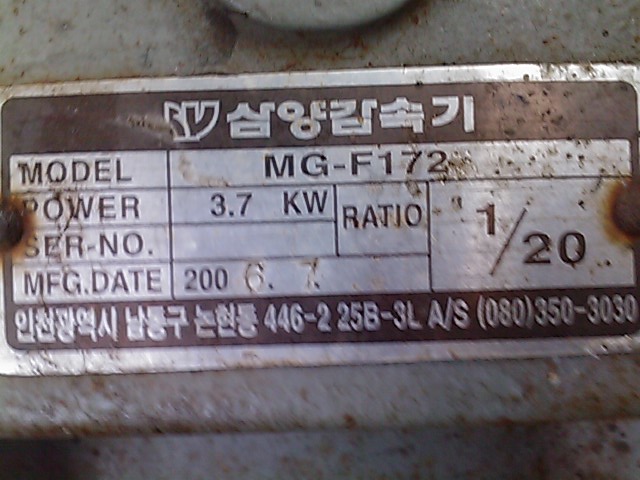 삼양감속기
MODEL MG-F172
POWER 3.7 KW RATIO 1/20
SER-NO.
MFG.DATE 2006.7.
인천광역시 남동구 논현동 446-2 25B-3L A/S (080)350-3030